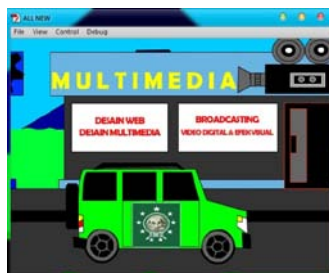 ALL NEW
File View Control Debug
MULTIMEDIA
DESAIN WEB
DESAIN MULTIMEDIA
BROADCASTING
VIDEO DIGITAL & EFEK VISUAL